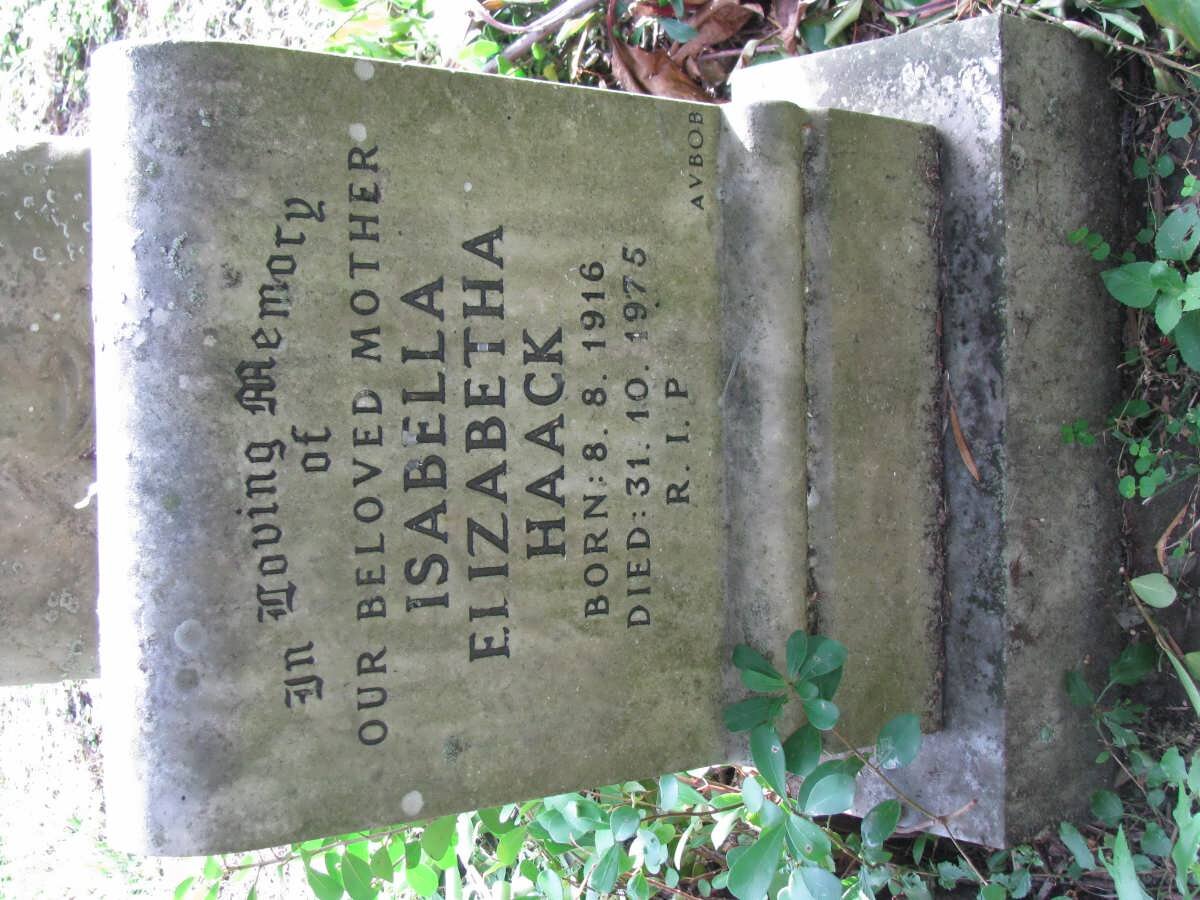 In Loving Memory
of
OUR BELOVED MOTHER
ISABELLA
ELIZABETHA
HAACK
BORN: 8. 8. 1916
DIED: 31. 10. 1975
R. I. P
AVBOB